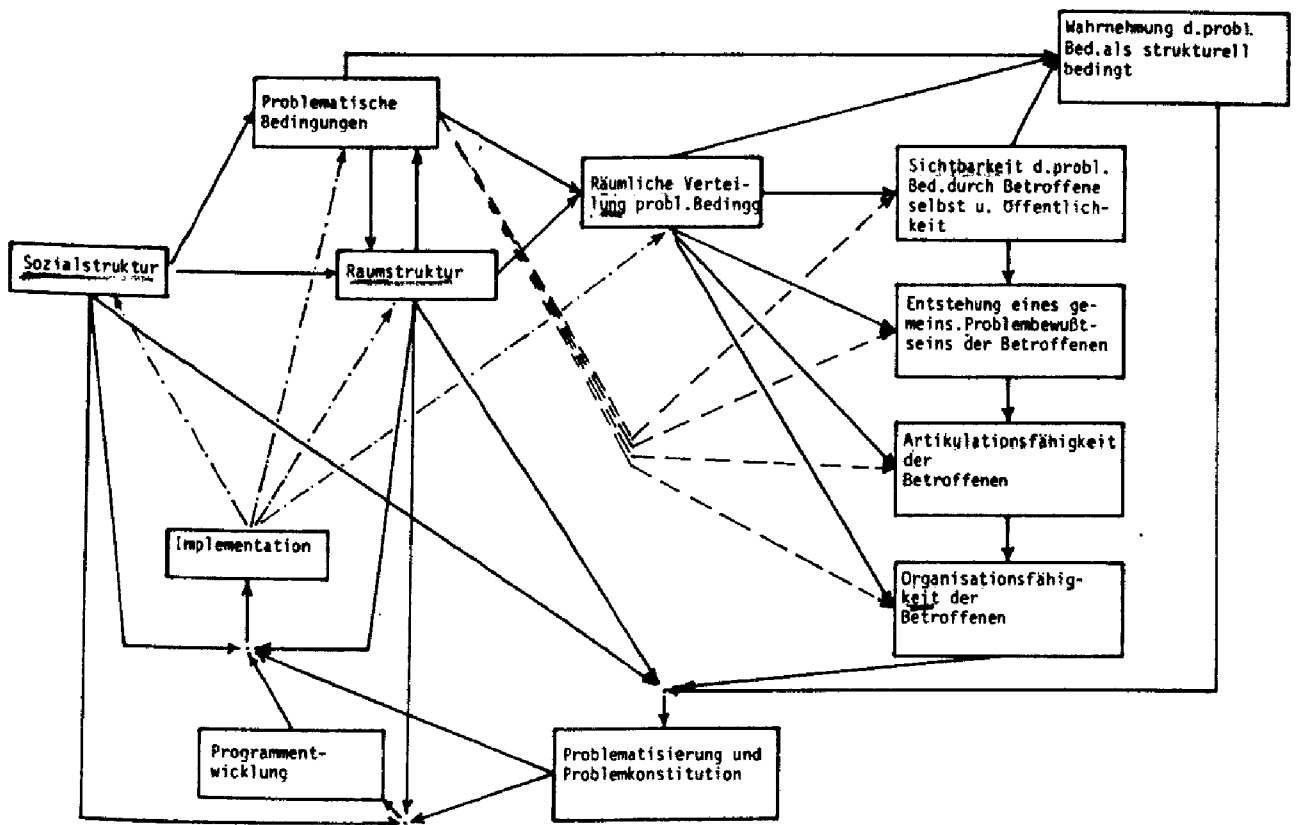 Wahrnehmung d.probl.
Bed.als strukturell
bedingt
Problematische
Bedingungen
Räumliche Vertei-
lung probl.Bedingg
Sichtbarkeit d.probl.
Bed.durch Betroffene
selbst u. Öffentlich-
keit
Sozialstruktur
Raumstruktur
Entstehung eines ge-
meins.Problembewußt-
seins der Betroffenen
Artikulationsfähigkeit
der
Betroffenen
Implementation
Organisationsfähig-
keit der
Betroffenen
Programment-
wicklung
Problematisierung und
Problemkonstitution